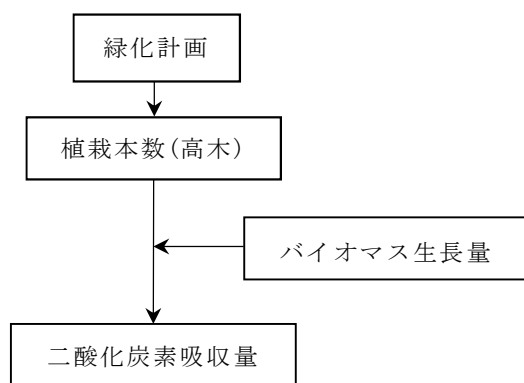 緑化計画
植栽本数(高木)
バイオマス生長量
二酸化炭素吸収量